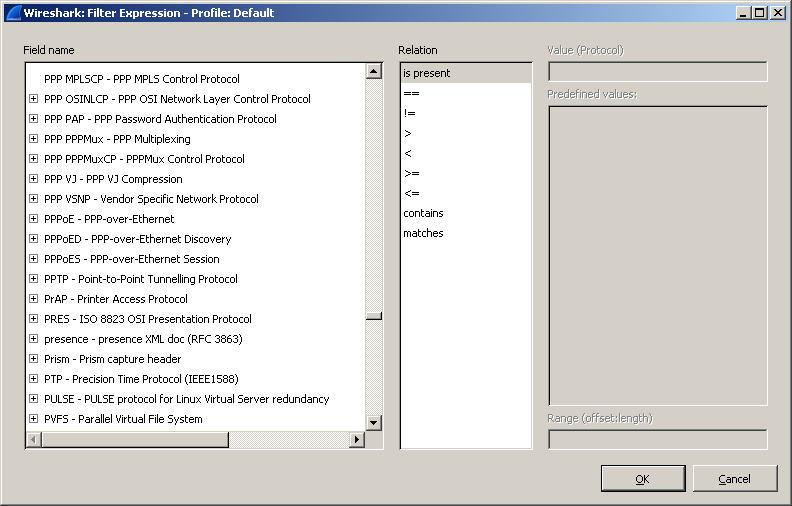 Wireshark: Filter Expression - Profile: Default
Field name
PPP MPLSCP - PPP MPLS Control Protocol
PPP OSINLCP - PPP OSI Network Layer Control Protocol
PPP PAP - PPP Password Authentication Protocol
PPP PPPMux - PPP Multiplexing
PPP PPPMuxCP - PPPMux Control Protocol
PPP VJ - PPP VJ Compression
PPP VSNP - Vendor Specific Network Protocol
PPPoE - PPP-over-Ethernet
PPPoED - PPP-over-Ethernet Discovery
PPPoES - PPP-over-Ethernet Session
PPTP - Point-to-Point Tunnelling Protocol
PrAP - Printer Access Protocol
PRES - ISO 8823 OSI Presentation Protocol
presence - presence XML doc (RFC 3863)
Prism - Prism capture header
PTP - Precision Time Protocol (IEEE1588)
PULSE - PULSE protocol for Linux Virtual Server redundancy
PVFS - Parallel Virtual File System
Relation
is present
==
!=
>
<
>=
<=
contains
matches
Value (Protocol)
Predefined values:
Range (offset:length)
OK
Cancel